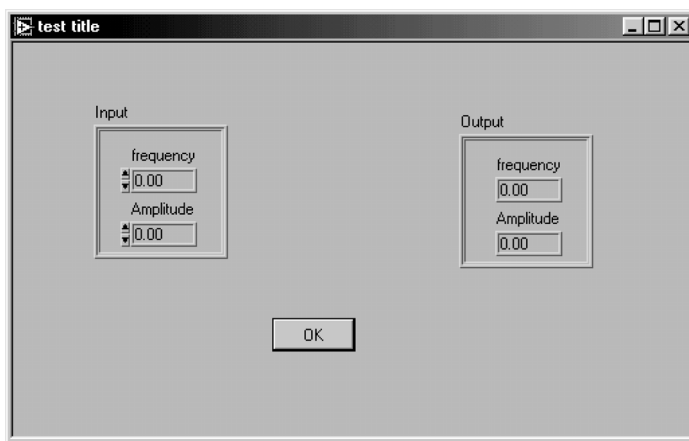 test title
Input
frequency
0.00
Amplitude
0.00
Output
frequency
0.00
Amplitude
0.00
OK